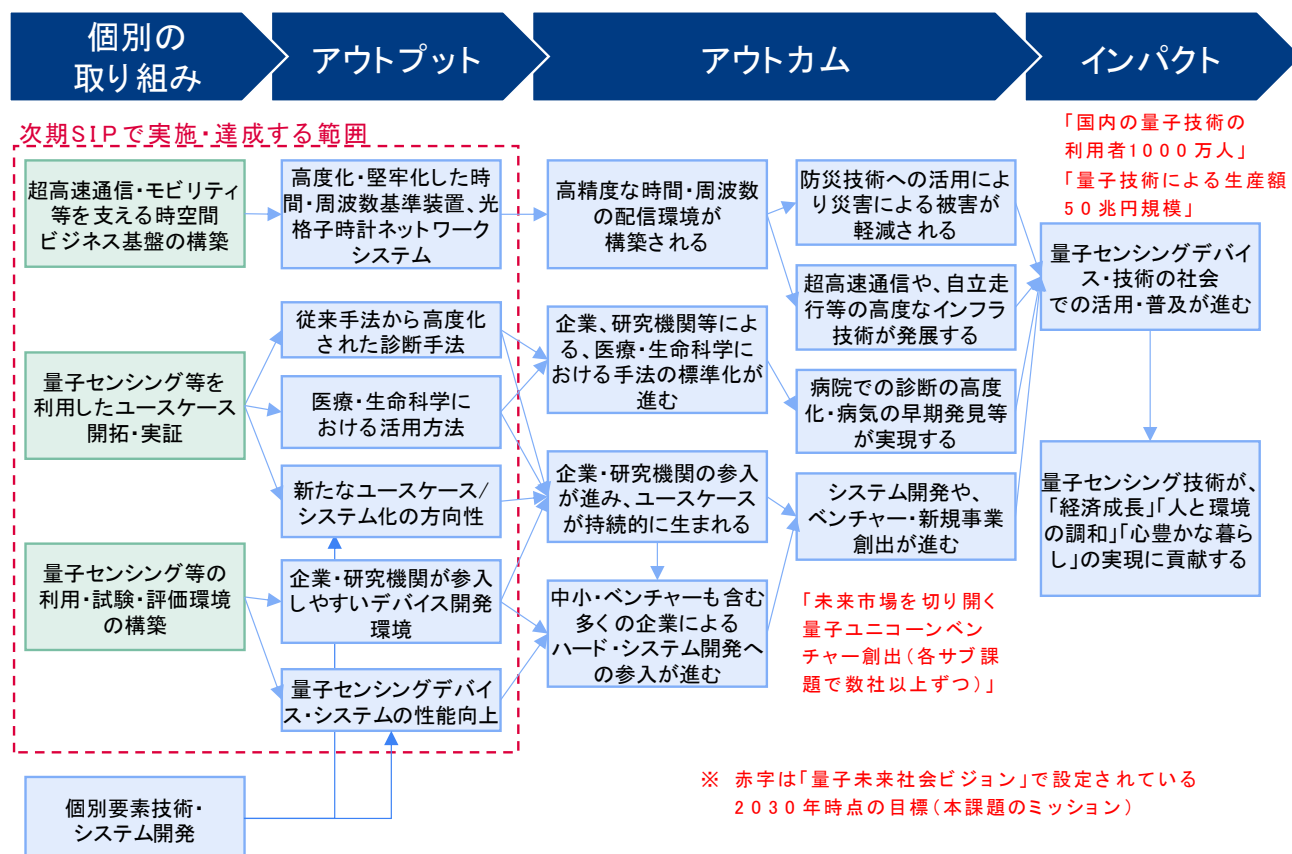 個別の
取り組み
アウトプット
アウトカム
インパクト
次期SIPで実施・達成する範囲
「国内の量子技術の
利用者1000万人」
「量子技術による生産額
50兆円規模」
超高速通信・モビリティ
等を支える時空間
ビジネス基盤の構築
高度化・堅牢化した時
間・周波数基準装置、光
格子時計ネットワーク
システム
高精度な時間・周波数
の配信環境が
構築される
防災技術への活用によ
り災害による被害が
軽減される
超高速通信や、自立走
行等の高度なインフラ
技術が発展する
量子センシングデバイ
ス・技術の社会
での活用・普及が進む
量子センシング等を
利用したユースケース
開拓・実証
従来手法から高度化
された診断手法
医療・生命科学に
おける活用方法
新たなユースケース/
システム化の方向性
企業、研究機関等によ
る、医療・生命科学に
おける手法の標準化が
進む
病院での診断の高度
化・病気の早期発見等
が実現する
企業・研究機関の参入
が進み、ユースケース
が持続的に生まれる
システム開発や、
ベンチャー・新規事業
創出が進む
量子センシング技術が、
「経済成長」「人と環境
の調和」「心豊かな暮ら
し」の実現に貢献する
量子センシング等の
利用・試験・評価環境
の構築
企業・研究機関が参入
しやすいデバイス開発
環境
量子センシングデバイ
ス・システムの性能向上
中小・ベンチャーも含む
多くの企業による
ハード・システム開発へ
の参入が進む
「未来市場を切り開く
量子ユニコーンベン
チャー創出(各サブ課
題で数社以上ずつ)」
個別要素技術・
システム開発
※ 赤字は「量子未来社会ビジョン」で設定されている
2030年時点の目標(本課題のミッション)